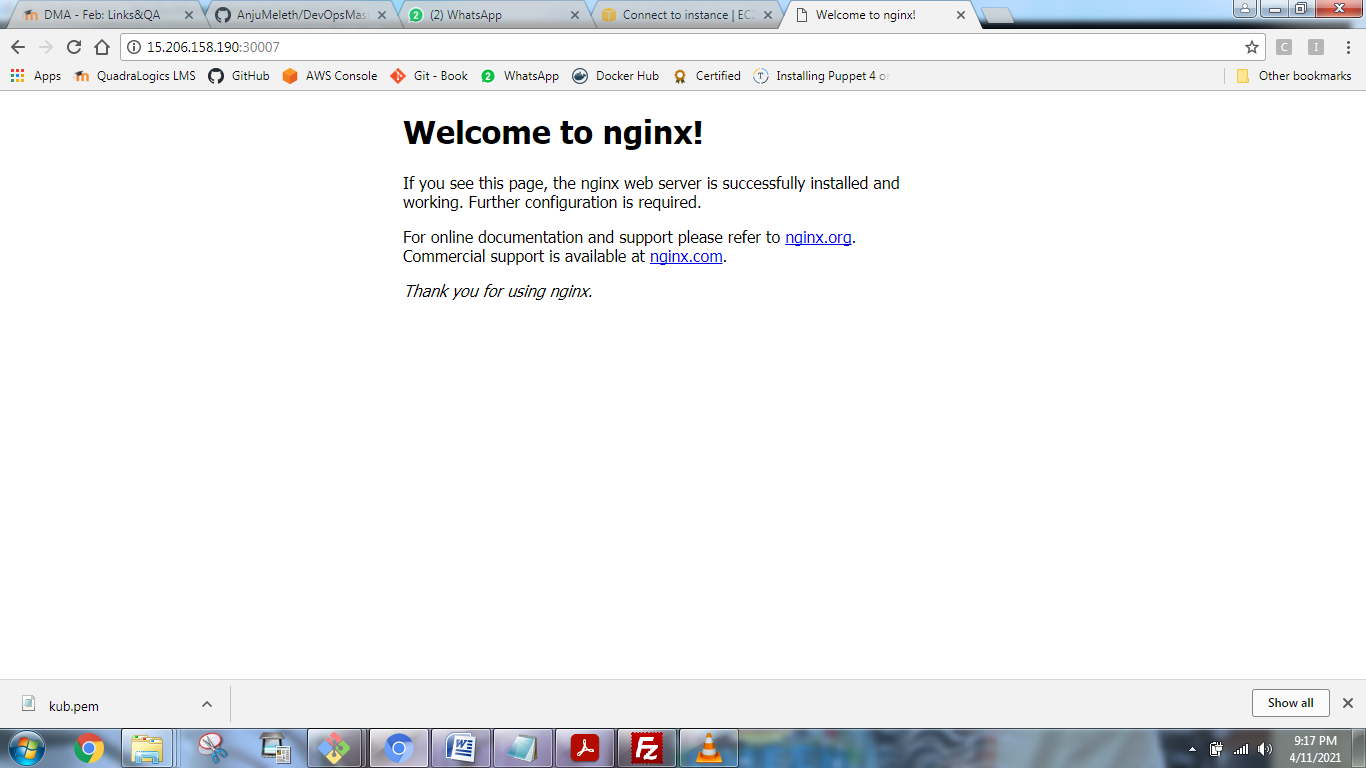 DMA - Feb: Links&QA
AnjuMeleth/DevOpsMas
(2) WhatsApp
Connect to instance | EC2
Welcome to nginx!
15.206.158.190:30007
Apps
QuadraLogics LMS
GitHub
AWS Console
Git - Book
2 WhatsApp
Docker Hub
Certified
Installing Puppet 4 o
Other bookmarks
Welcome to nginx!
If you see this page, the nginx web server is successfully installed and
working. Further configuration is required.
For online documentation and support please refer to nginx.org.
Commercial support is available at nginx.com.
Thank you for using nginx.
kub.pem
Show all
9:17 PM
4/11/2021